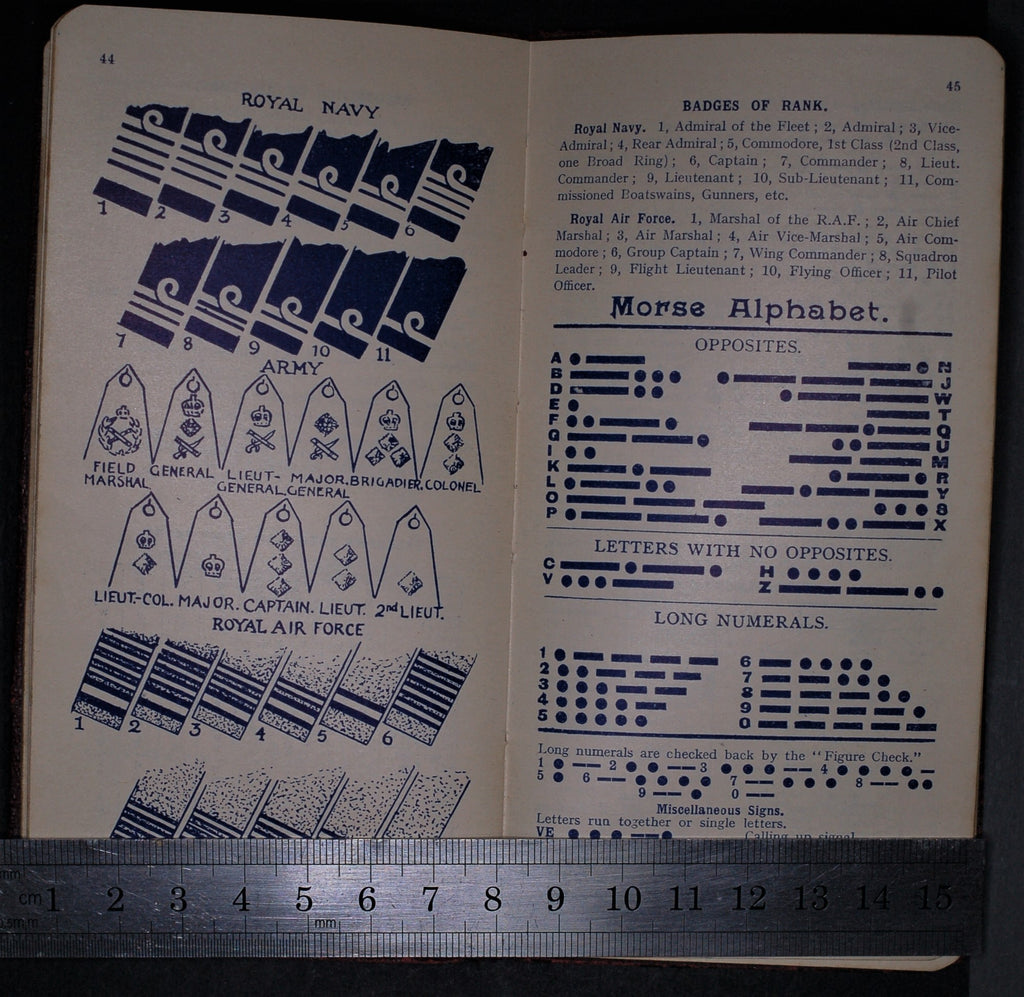 44
ROYAL NAVY
1 2 3 4 5 6
7 8 9 10 11
ARMY
FIELD MARSHAL GENERAL LIEUT-GENERAL MAJOR.GENERAL BRIGADIER. COLONEL
LIEUT.-COL. MAJOR. CAPTAIN. LIEUT. 2nd LIEUT.
ROYAL AIR FORCE
1 2 3 4 5 6
45
BADGES OF RANK.
Royal Navy. 1, Admiral of the Fleet; 2, Admiral; 3, Vice-
Admiral; 4, Rear Admiral; 5, Commodore, 1st Class (2nd Class,
one Broad Ring); 6, Captain; 7, Commander; 8, Lieut.
Commander; 9, Lieutenant; 10, Sub-Lieutenant; 11, Com-
missioned Boatswains, Gunners, etc.
Royal Air Force. 1, Marshal of the R.A.F.; 2, Air Chief
Marshal; 3, Air Marshal; 4, Air Vice-Marshal; 5, Air Com-
modore; 6, Group Captain; 7, Wing Commander; 8, Squadron
Leader; 9, Flight Lieutenant; 10, Flying Officer; 11, Pilot
Officer.
Morse Alphabet.
OPPOSITES.
A N
B J
D W
E T
F Q
G U
I M
K R
L Y
O S
P X
LETTERS WITH NO OPPOSITES.
C H
V Z
LONG NUMERALS.
1 6
2 7
3 8
4 9
5 0
Long numerals are checked back by the "Figure Check."
1 2 3 4
5 6 7 8
9 0
Miscellaneous Signs.
Letters run together or single letters.
VE Calling up signal
mm
cm 1 2 3 4 5 6 7 8 9 10 11 12 13 14 15
0.5mm mm